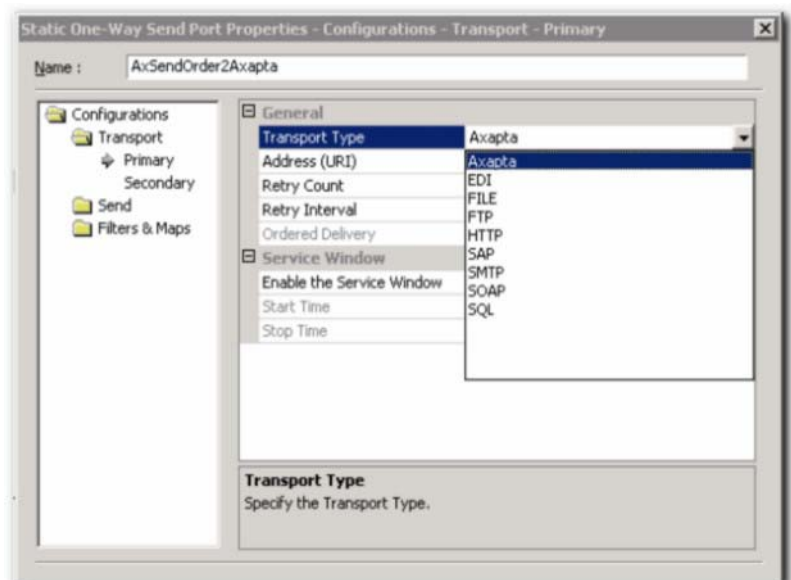 Static One-Way Send Port Properties - Configurations - Transport - Primary
Name : AxSendOrder2Axapta
Configurations
Transport
Primary
Secondary
Send
Filters & Maps
General
Transport Type Axapta
Address (URI)
Retry Count
Retry Interval
Ordered Delivery
Service Window
Enable the Service Window
Start Time
Stop Time
Axapta
EDI
FILE
FTP
HTTP
SAP
SMTP
SOAP
SQL
Transport Type
Specify the Transport Type.